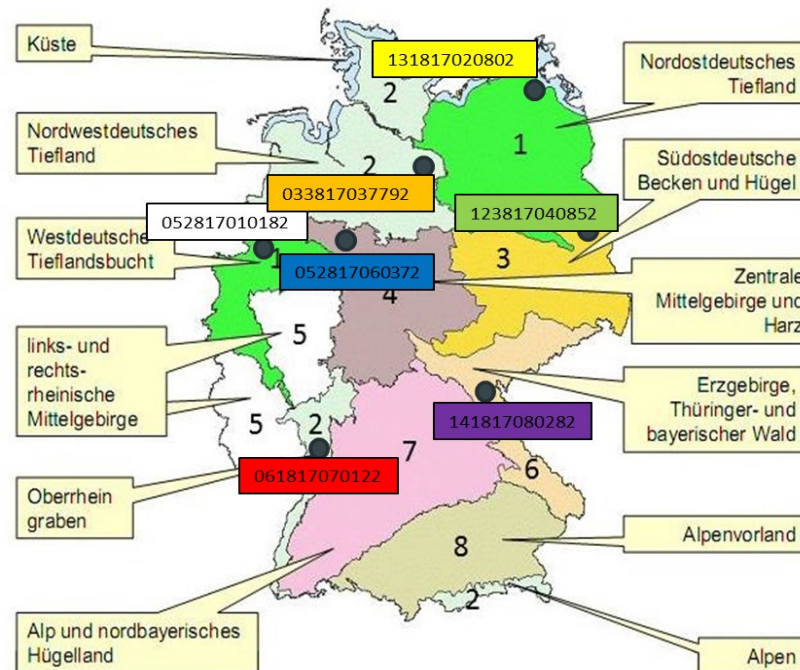 Küste
131817020802
Nordostdeutsches
Tiefland
2
1
Nordwestdeutsches
Tiefland
2
Südostdeutsche
Becken und Hügel
033817037792
123817040852
052817010182
Westdeutsche
Tieflandsbucht
1
3
052817060372
4
Zentrale
Mittelgebirge und
Harz
links- und
rechts-
rheinische
Mittelgebirge
5
5
2
Erzgebirge,
Thüringer- und
bayerischer Wald
141817080282
7
6
061817070122
Oberrhein
graben
8
Alpenvorland
2
Alp und nordbayerisches
Hügelland
Alpen